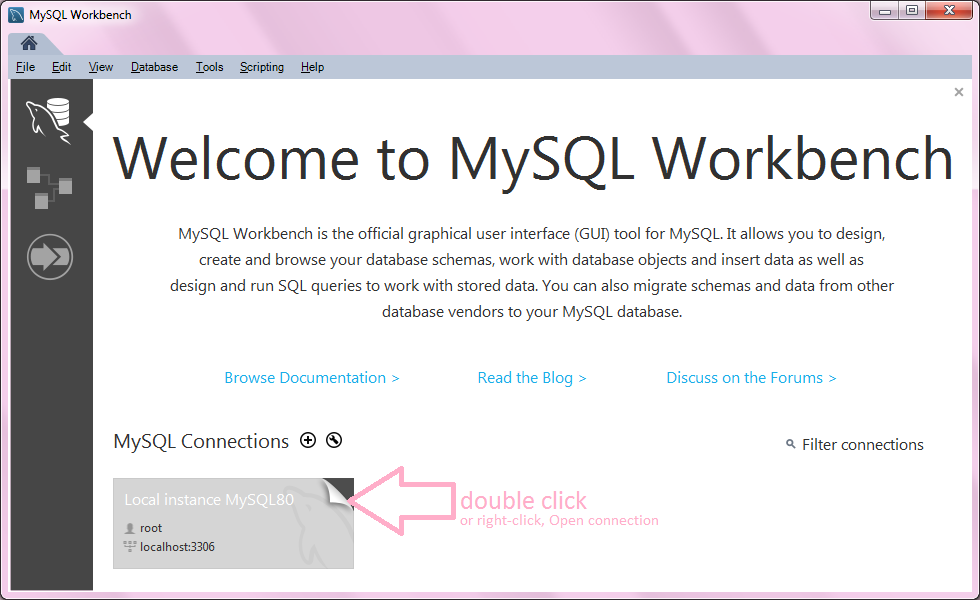 MySQL Workbench
File Edit View Database Tools Scripting Help
Welcome to MySQL Workbench
MySQL Workbench is the official graphical user interface (GUI) tool for MySQL. It allows you to design,
create and browse your database schemas, work with database objects and insert data as well as
design and run SQL queries to work with stored data. You can also migrate schemas and data from other
database vendors to your MySQL database.
Browse Documentation > Read the Blog > Discuss on the Forums >
MySQL Connections Filter connections
Local instance MySQL80
root
localhost:3306
double click
or right-click, Open connection